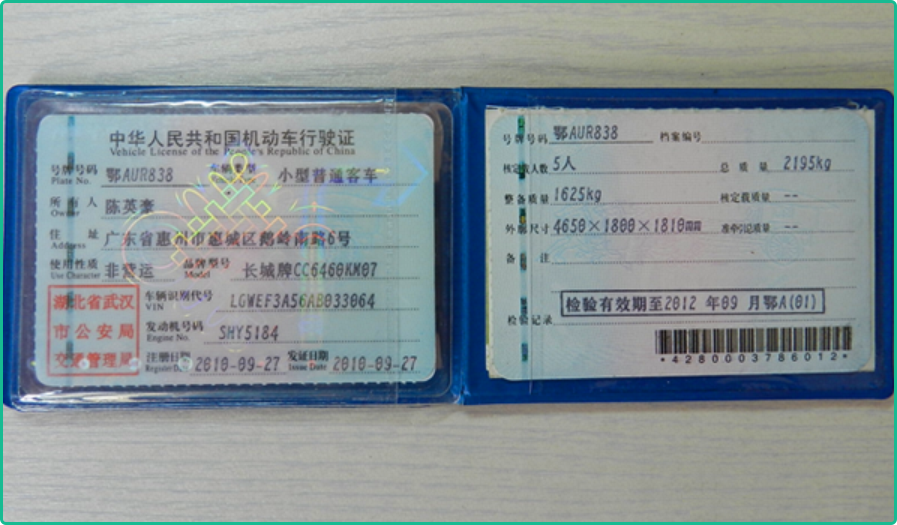 中华人民共和国机动车行驶证
Vehicle License of the People's Republic of China
号牌号码 鄂AUR838 车辆类型 小型普通客车
Plate No.
所有人 陈英豪
Owner
住址 广东省惠州市惠城区鹅岭南路6号
Address
使用性质 非营运 品牌型号 长城牌CC6460KM07
Use Character Model
湖北省武汉
市公安局
交通管理局
车辆识别代号 LGWEF3A56AB033064
VIN
发动机号码 SHY5184
Engine No.
注册日期 2010-09-27 发证日期 2010-09-27
Register Date Issue Date
号牌号码 鄂AUR838 档案编号
核定载人数 5人 总质量 2195kg
整备质量 1625kg 核定载质量 --
外廓尺寸 4650×1800×1810mm 准牵引总质量 --
备注
检验有效期至2012 年09 月鄂A(01)
检验记录
*4280003786012*